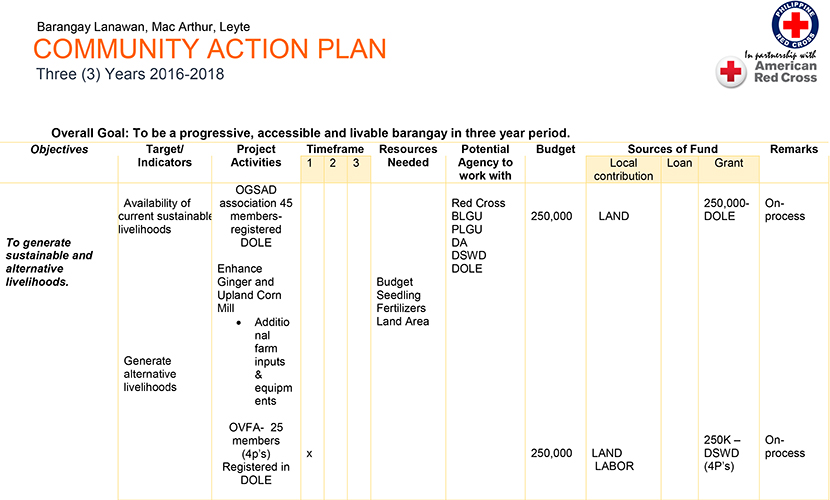 Barangay Lanawan, Mac Arthur, Leyte
COMMUNITY ACTION PLAN
Three (3) Years 2016-2018
PHILIPPINE
RED CROSS
In partnership with
American
Red Cross
Overall Goal: To be a progressive, accessible and livable barangay in three year period.
Objectives
Target/
Indicators
Project
Activities
Timeframe
1 2 3
Resources
Needed
Potential
Agency to
work with
Budget
Sources of Fund
Local
contribution
Loan
Grant
Remarks
To generate
sustainable and
alternative
livelihoods.
Availability of
current sustainable
livelihoods
Generate
alternative
livelihoods
OGSAD
association 45
members-
registered
DOLE
Enhance
Ginger and
Upland Corn
Mill
• Additio
nal
farm
inputs
&
equipm
ents
Budget
Seedling
Fertilizers
Land Area
Red Cross
BLGU
PLGU
DA
DSWD
DOLE
250,000
LAND
250,000-
DOLE
On-
process
OVFA- 25
members
(4p's)
Registered in
DOLE
x
250,000
LAND
LABOR
250K –
DSWD
(4P's)
On-
process